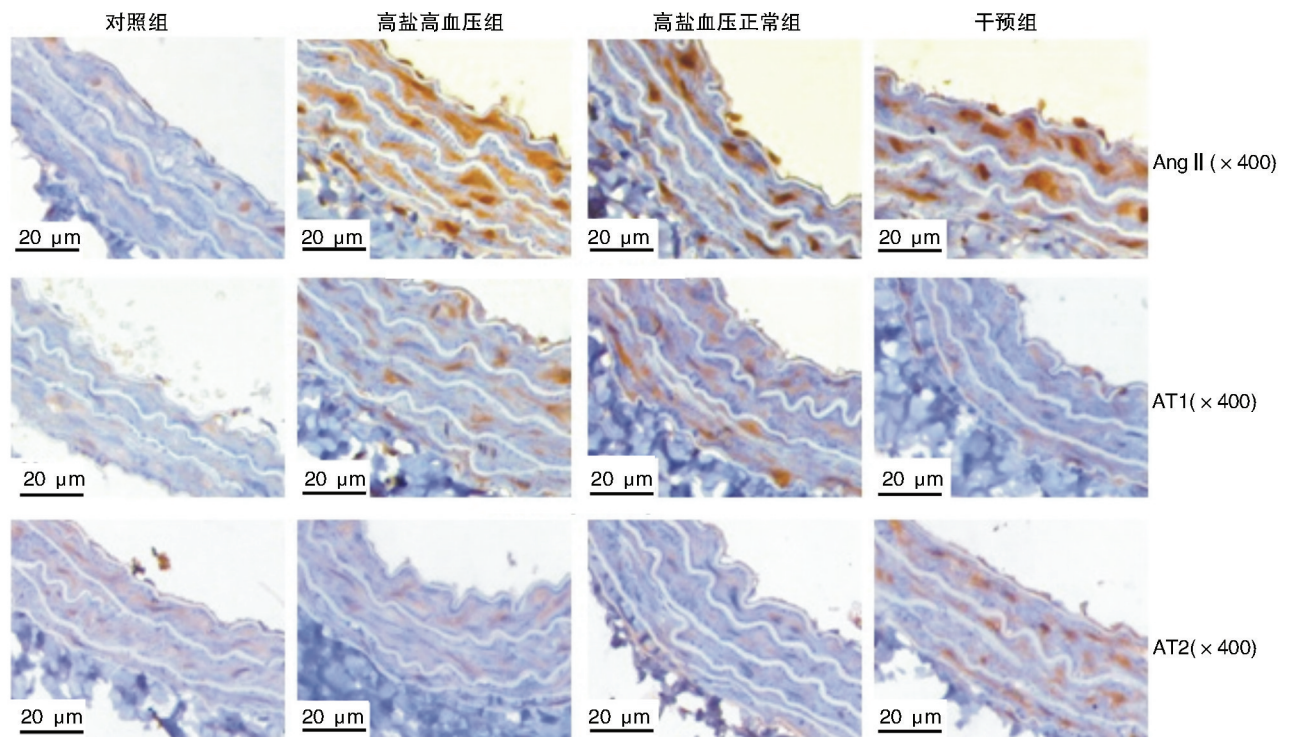 对照组 高盐高血压组 高盐血压正常组 干预组
20 μm 20 μm 20 μm 20 μm AngⅡ(×400)
20 μm 20 μm 20 μm 20 μm AT1(×400)
20 μm 20 μm 20 μm 20 μm AT2(×400)